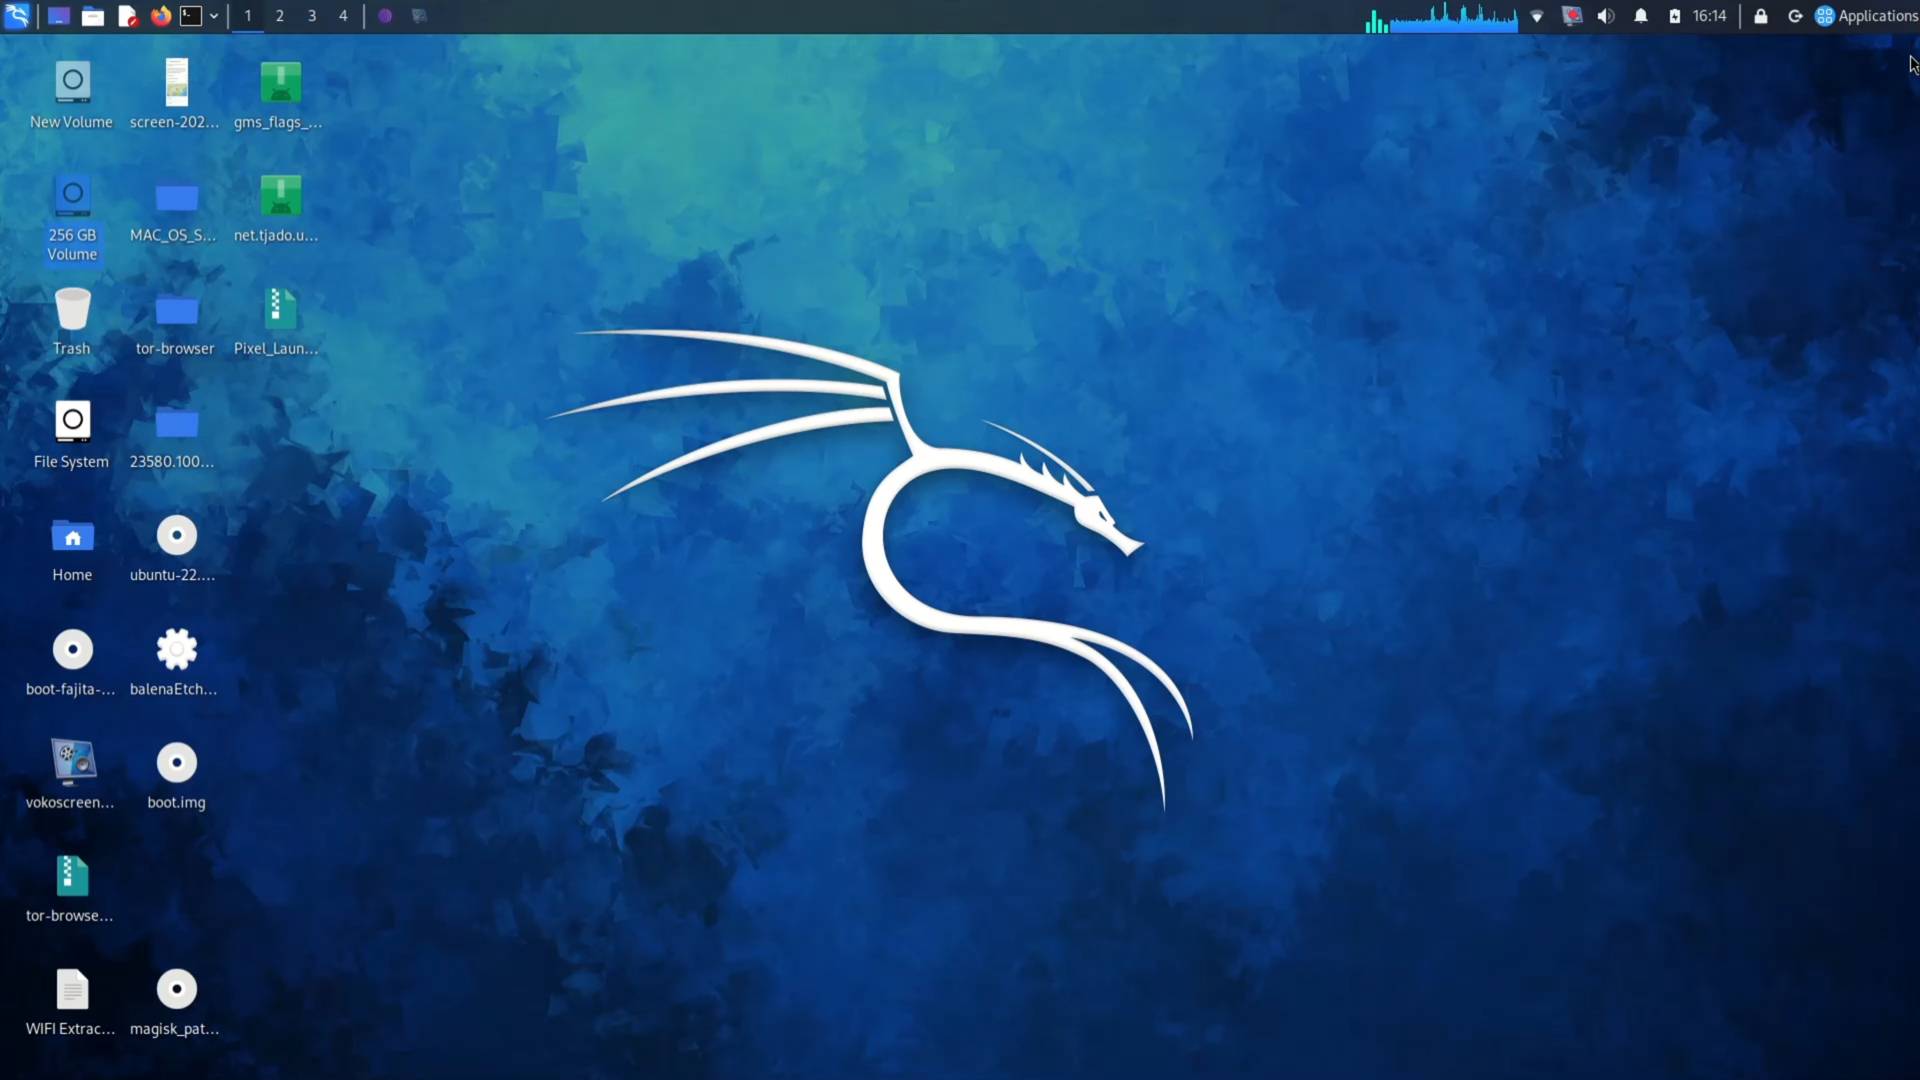 1 2 3 4
16:14
Applications
New Volume
screen-202...
gms_flags_...
256 GB
Volume
MAC_OS_S...
net.tjado.u...
Trash
tor-browser
Pixel_Laun...
File System
23580.100...
Home
ubuntu-22....
boot-fajita-...
balenaEtch...
vokoscreen...
boot.img
tor-browse...
WIFI Extrac...
magisk_pat...